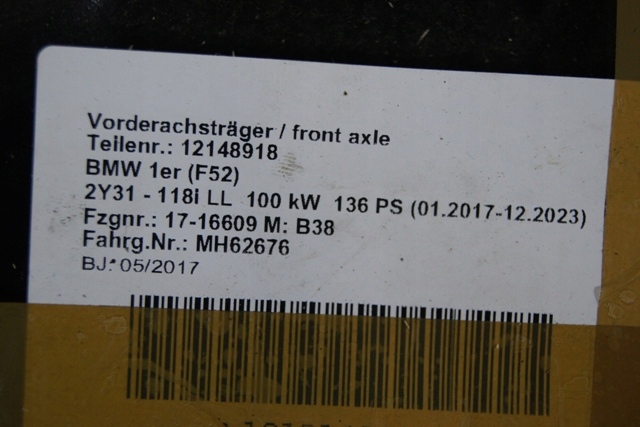 Vorderachsträger / front axle
Teilenr.: 12148918
BMW 1er (F52)
2Y31 - 118i LL 100 kW 136 PS (01.2017-12.2023)
Fzgnr.: 17-16609 M: B38
Fahrg.Nr.: MH62676
BJ: 05/2017